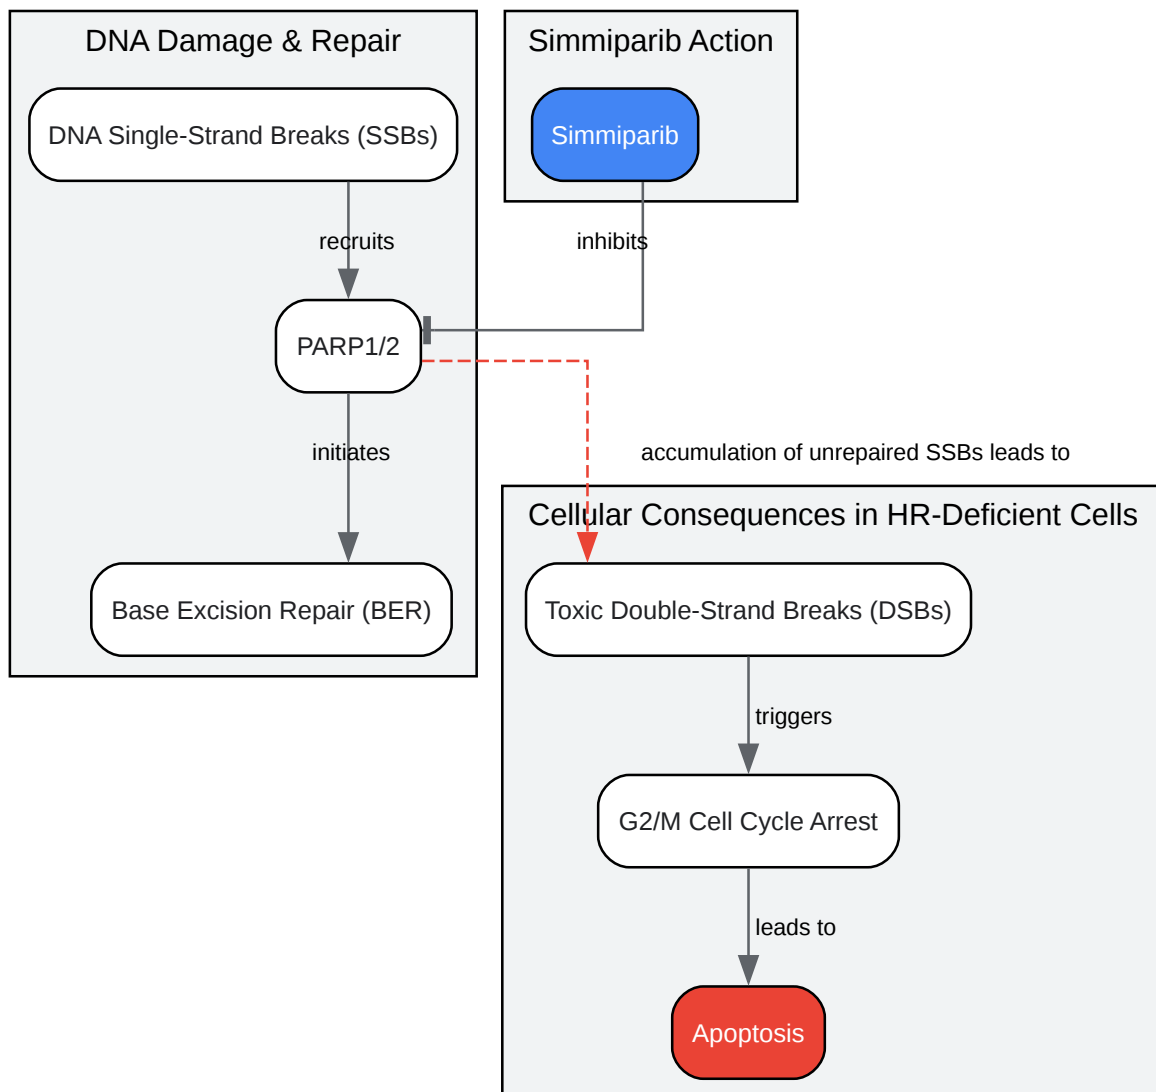 DNA Damage & Repair
DNA Single-Strand Breaks (SSBs)
recruits
PARP1/2
initiates
Base Excision Repair (BER)
Simmiparib Action
Simmiparib
inhibits
accumulation of unrepaired SSBs leads to
Cellular Consequences in HR-Deficient Cells
Toxic Double-Strand Breaks (DSBs)
triggers
G2/M Cell Cycle Arrest
leads to
Apoptosis